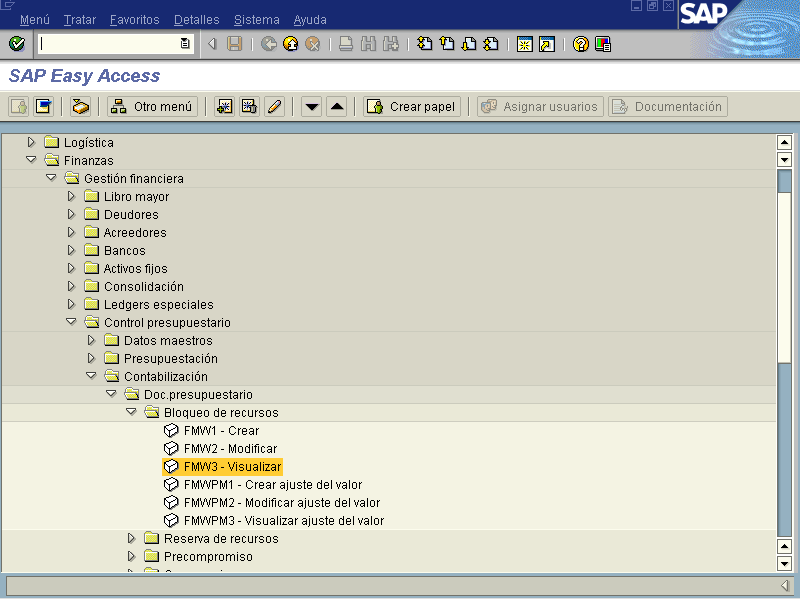 Menú Tratar Favoritos Detalles Sistema Ayuda
SAP
SAP Easy Access
Otro menú Crear papel Asignar usuarios Documentación
Logística
Finanzas
Gestión financiera
Libro mayor
Deudores
Acreedores
Bancos
Activos fijos
Consolidación
Ledgers especiales
Control presupuestario
Datos maestros
Presupuestación
Contabilización
Doc.presupuestario
Bloqueo de recursos
FMW1 - Crear
FMW2 - Modificar
FMW3 - Visualizar
FMWPM1 - Crear ajuste del valor
FMWPM2 - Modificar ajuste del valor
FMWPM3 - Visualizar ajuste del valor
Reserva de recursos
Precompromiso